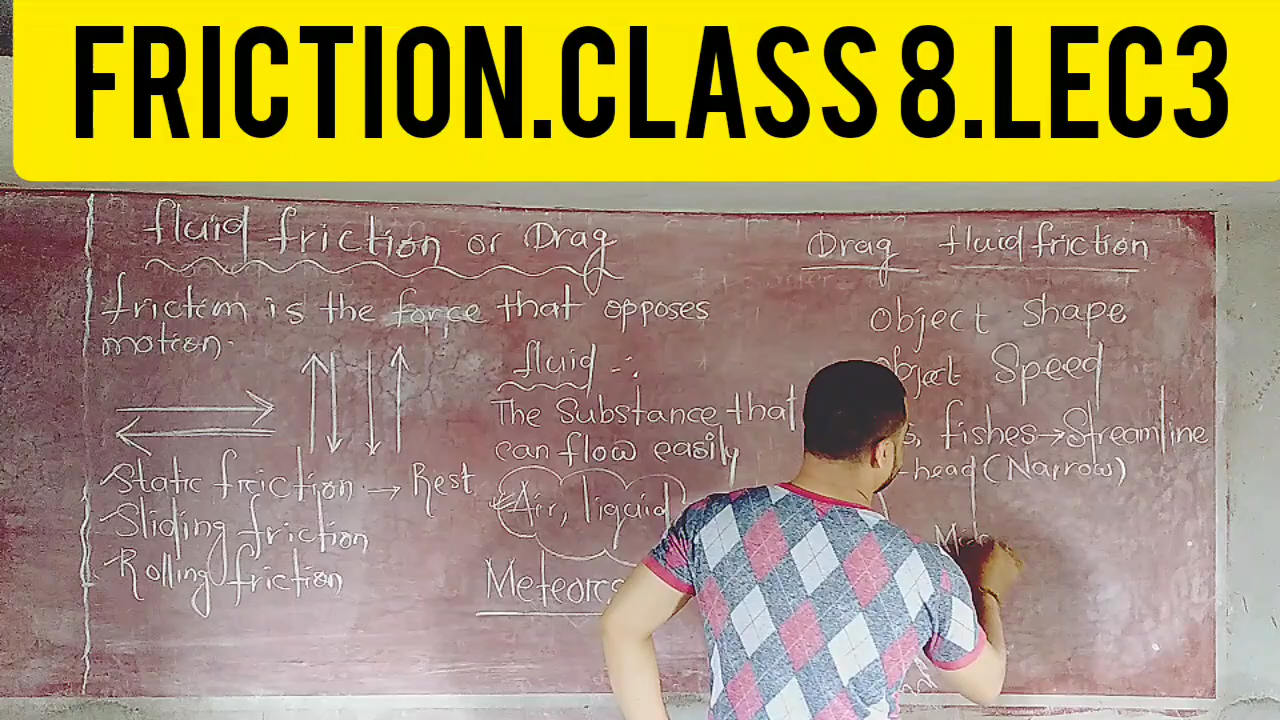 FRICTION.CLASS 8.LEC3
fluid friction or Drag
friction is the force that opposes
motion.
fluid -:
The Substance that
can flow easily
Air, liquid
Meteors
Static friction → Rest
Sliding friction
Rolling friction
Drag fluid friction
object Shape
object Speed
fishes→Streamline
head (Narrow)